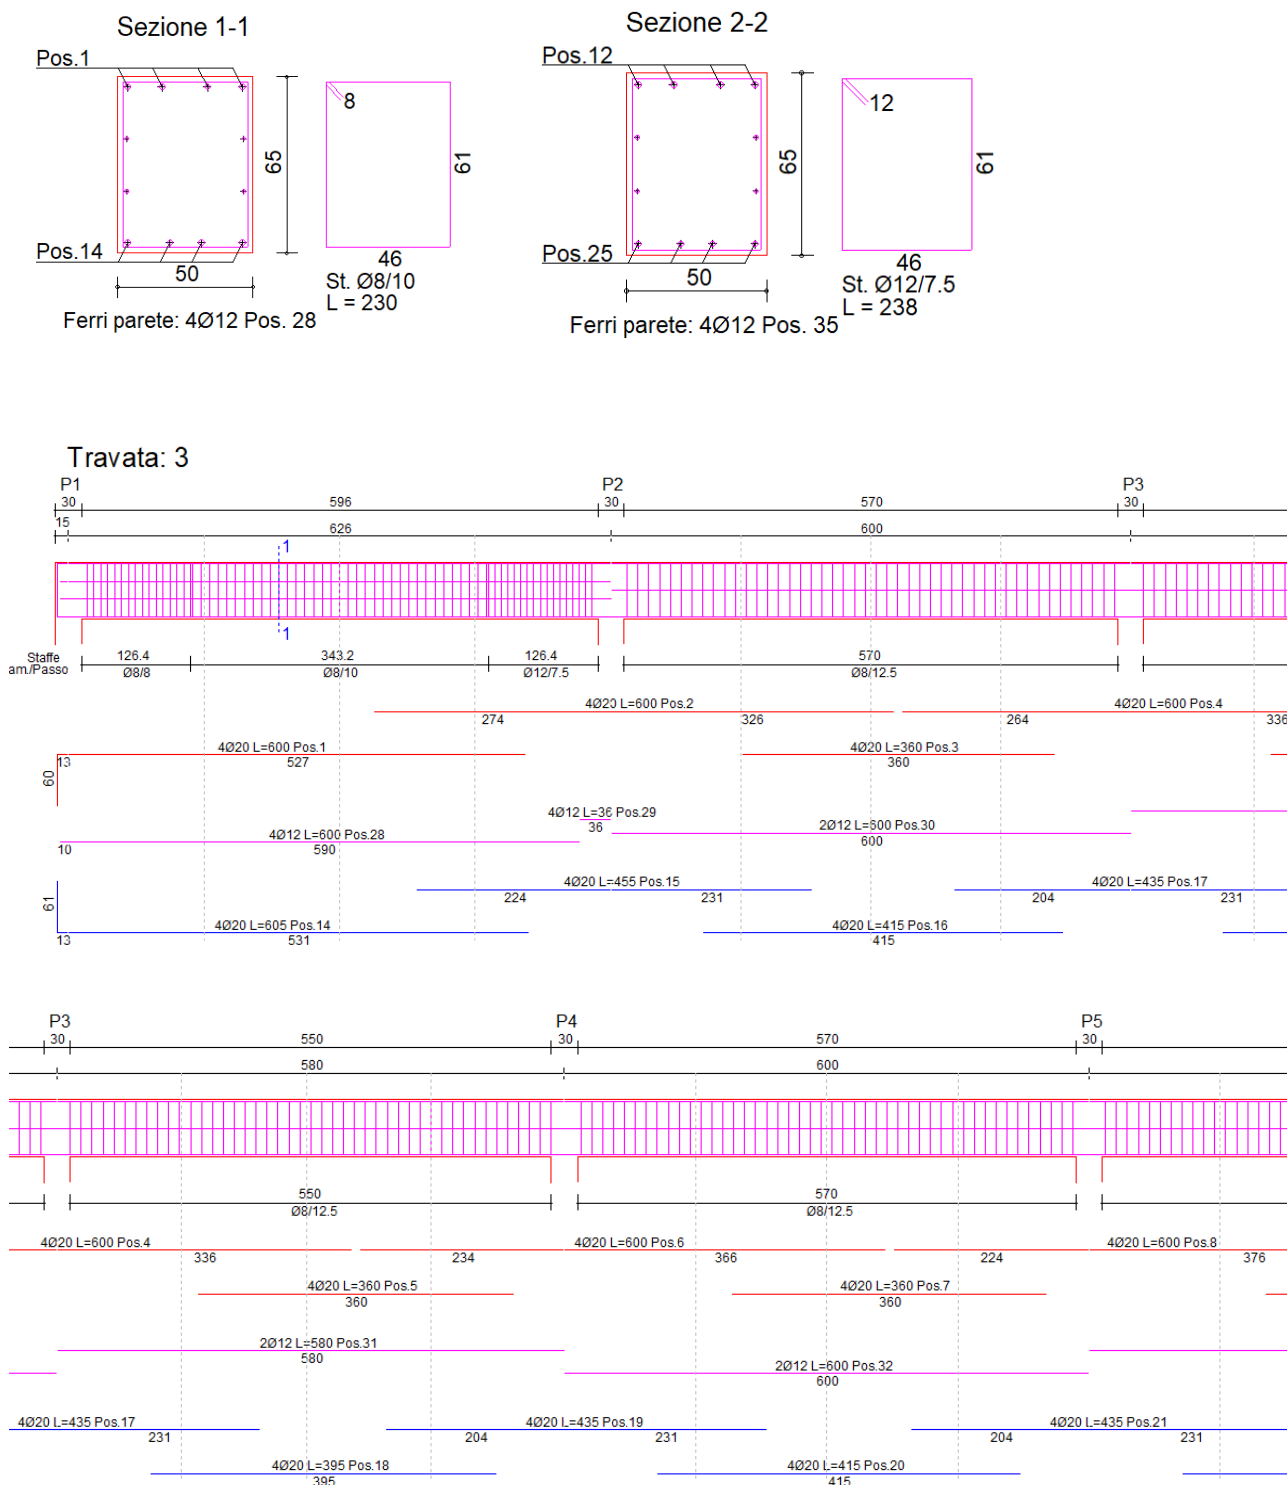 Sezione 1-1
Sezione 2-2
Pos.1
8
65
61
Pos.14
50
46
St. Ø8/10
L = 230
Ferri parete: 4Ø12 Pos. 28
Pos.12
12
65
61
Pos.25
50
46
St. Ø12/7.5
L = 238
Ferri parete: 4Ø12 Pos. 35
Travata: 3
P1 P2 P3
30 596 30 570 30
15 626 600
1
1
Staffe
am./Passo
126.4 343.2 126.4 570
Ø8/8 Ø8/10 Ø12/7.5 Ø8/12.5
4Ø20 L=600 Pos.2 4Ø20 L=600 Pos.4
274 326 264 336
4Ø20 L=600 Pos.1 4Ø20 L=360 Pos.3
13 527 360
60
4Ø12 L=36 Pos.29
36
4Ø12 L=600 Pos.28 2Ø12 L=600 Pos.30
10 590 600
4Ø20 L=455 Pos.15 4Ø20 L=435 Pos.17
61 224 231 204 231
4Ø20 L=605 Pos.14 4Ø20 L=415 Pos.16
13 531 415
P3 P4 P5
30 550 30 570 30
580 600
550 570
Ø8/12.5 Ø8/12.5
4Ø20 L=600 Pos.4 4Ø20 L=600 Pos.6 4Ø20 L=600 Pos.8
336 234 366 224 376
4Ø20 L=360 Pos.5 4Ø20 L=360 Pos.7
360 360
2Ø12 L=580 Pos.31
580
2Ø12 L=600 Pos.32
600
4Ø20 L=435 Pos.17 4Ø20 L=435 Pos.19 4Ø20 L=435 Pos.21
231 204 231 204 231
4Ø20 L=395 Pos.18 4Ø20 L=415 Pos.20
395 415